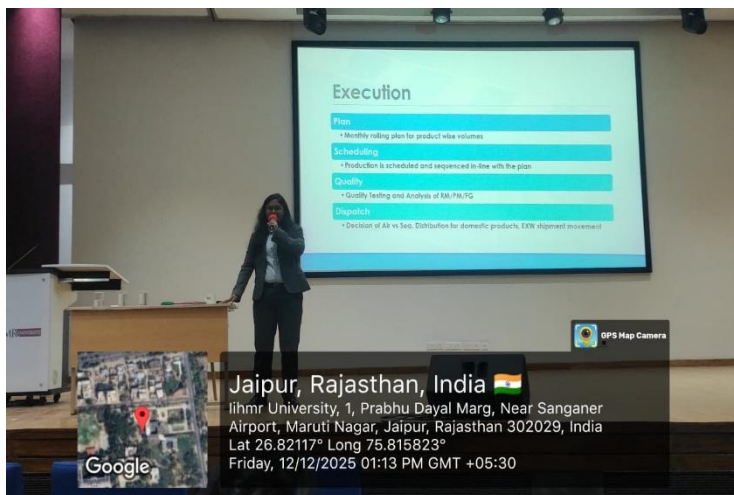 Execution
Plan
• Monthly rolling plan for product wise volumes
Scheduling
• Production is scheduled and sequenced in-line with the plan
Quality
• Quality Testing and Analysis of RM/PM/FG
Dispatch
• Decision of Air vs Sea, Distribution for domestic products, EXW shipment movement
GPS Map Camera
Jaipur, Rajasthan, India
Iihmr University, 1, Prabhu Dayal Marg, Near Sanganer
Airport, Maruti Nagar, Jaipur, Rajasthan 302029, India
Lat 26.82117° Long 75.815823°
Friday, 12/12/2025 01:13 PM GMT +05:30
Google